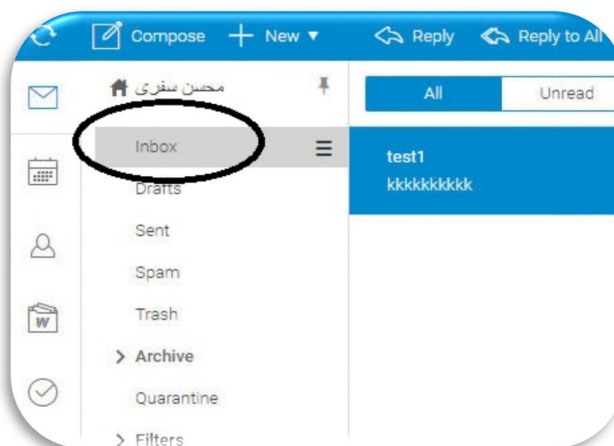 Compose New Reply Reply to All
محسن سفری
All Unread
Inbox
test1
kkkkkkkkkk
Drafts
Sent
Spam
Trash
Archive
Quarantine
Filters
W